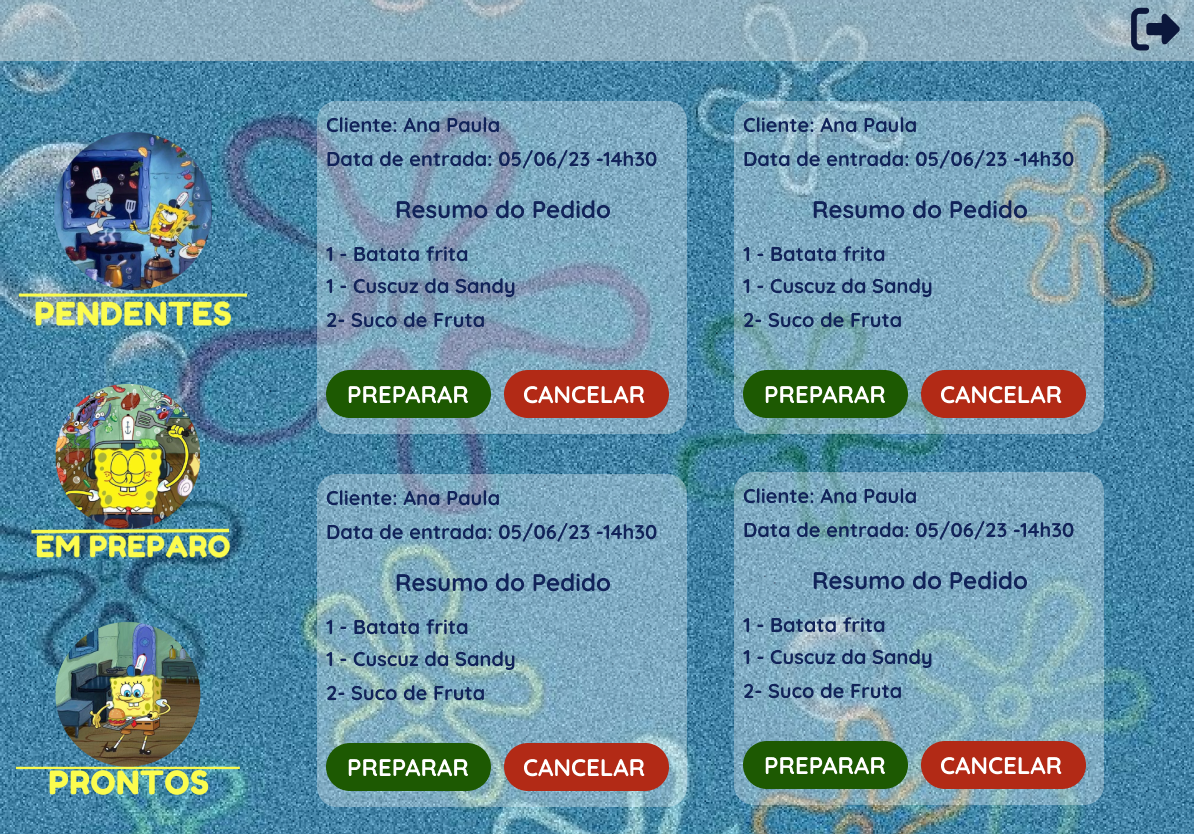 PENDENTES
EM PREPARO
PRONTOS
Cliente: Ana Paula
Data de entrada: 05/06/23 -14h30
Resumo do Pedido
1 - Batata frita
1 - Cuscuz da Sandy
2- Suco de Fruta
PREPARAR
CANCELAR
Cliente: Ana Paula
Data de entrada: 05/06/23 -14h30
Resumo do Pedido
1 - Batata frita
1 - Cuscuz da Sandy
2- Suco de Fruta
PREPARAR
CANCELAR
Cliente: Ana Paula
Data de entrada: 05/06/23 -14h30
Resumo do Pedido
1 - Batata frita
1 - Cuscuz da Sandy
2- Suco de Fruta
PREPARAR
CANCELAR
Cliente: Ana Paula
Data de entrada: 05/06/23 -14h30
Resumo do Pedido
1 - Batata frita
1 - Cuscuz da Sandy
2- Suco de Fruta
PREPARAR
CANCELAR